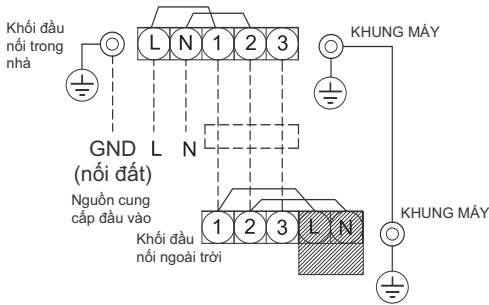 Khối đầu
nối trong
nhà
L N 1 2 3
KHUNG MÁY
GND L N
(nối đất)
Nguồn cung
cấp đầu vào
KHUNG MÁY
1 2 3 L N
Khối đầu
nối ngoài trời